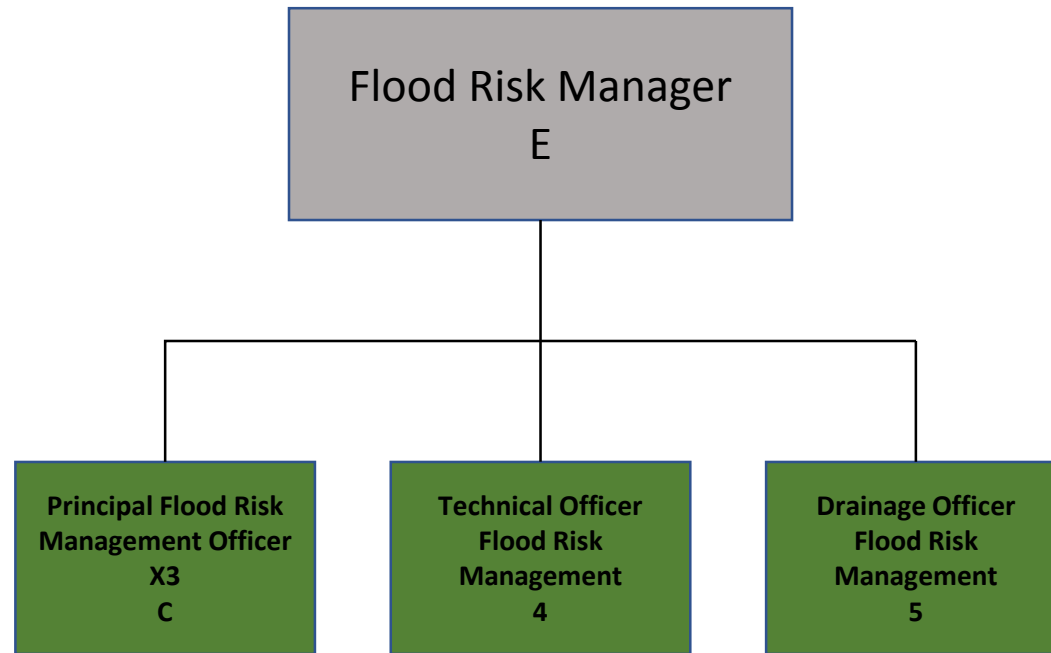 Flood Risk Manager
E
Principal Flood Risk
Management Officer
X3
C
Technical Officer
Flood Risk
Management
4
Drainage Officer
Flood Risk
Management
5